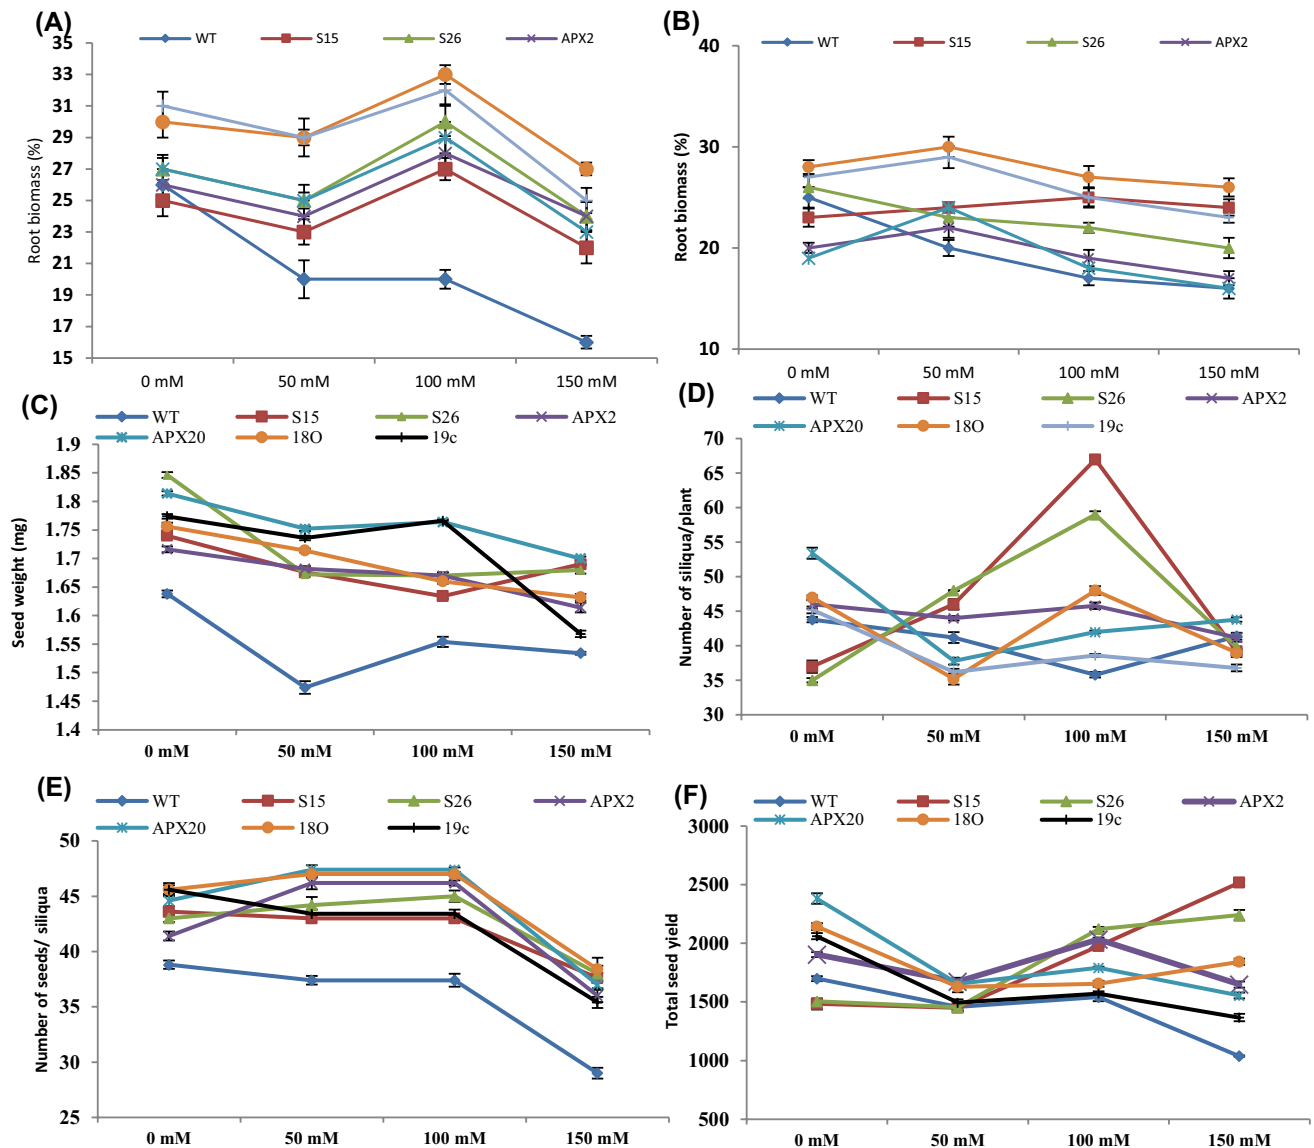 (A)
WT S15 S26 APX2
35
33
31
29
27
25
23
21
19
17
15
Root biomass (%)
0 mM 50 mM 100 mM 150 mM
(B)
WT S15 S26 APX2
40
30
20
10
Root biomass (%)
0 mM 50 mM 100 mM 150 mM
(C)
WT S15 S26 APX2
APX20 18O 19c
1.9
1.85
1.8
1.75
1.7
1.65
1.6
1.55
1.5
1.45
1.4
Seed weight (mg)
0 mM 50 mM 100 mM 150 mM
(D)
WT S15 S26 APX2
APX20 18O 19c
70
65
60
55
50
45
40
35
30
Number of siliqua/plant
0 mM 50 mM 100 mM 150 mM
(E)
WT S15 S26 APX2
APX20 18O 19c
50
45
40
35
30
25
Number of seeds/ siliqua
0 mM 50 mM 100 mM 150 mM
(F)
WT S15 S26 APX2
APX20 18O 19c
3000
2500
2000
1500
1000
500
Total seed yield
0 mM 50 mM 100 mM 150 mM